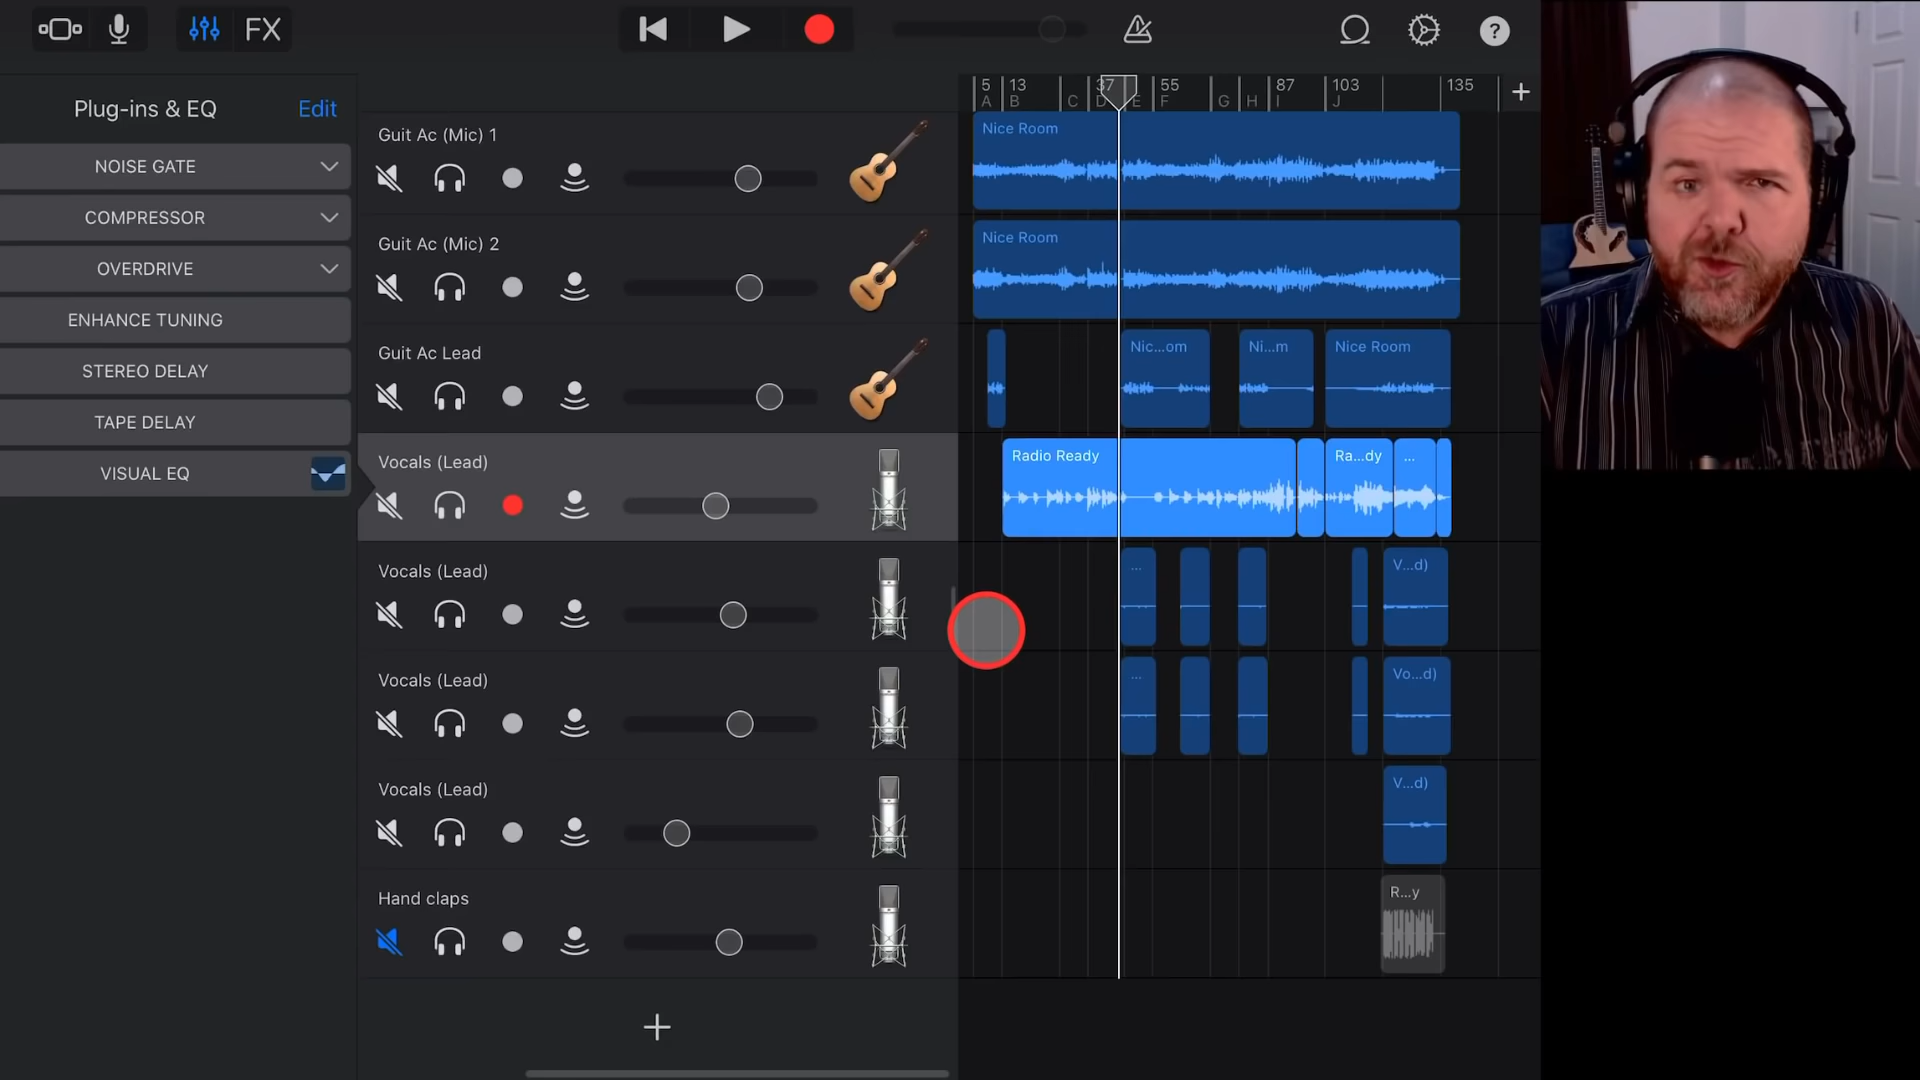 FX
?
5 13 37 55 87 103 135
A B C D E F G H I J
Plug-ins & EQ Edit
NOISE GATE
COMPRESSOR
OVERDRIVE
ENHANCE TUNING
STEREO DELAY
TAPE DELAY
VISUAL EQ
Guit Ac (Mic) 1
Nice Room
Guit Ac (Mic) 2
Nice Room
Guit Ac Lead
Nic...om Ni...m Nice Room
Vocals (Lead)
Radio Ready Ra...dy ...
Vocals (Lead)
... V...d)
Vocals (Lead)
... Vo...d)
Vocals (Lead)
V...d)
Hand claps
R...y